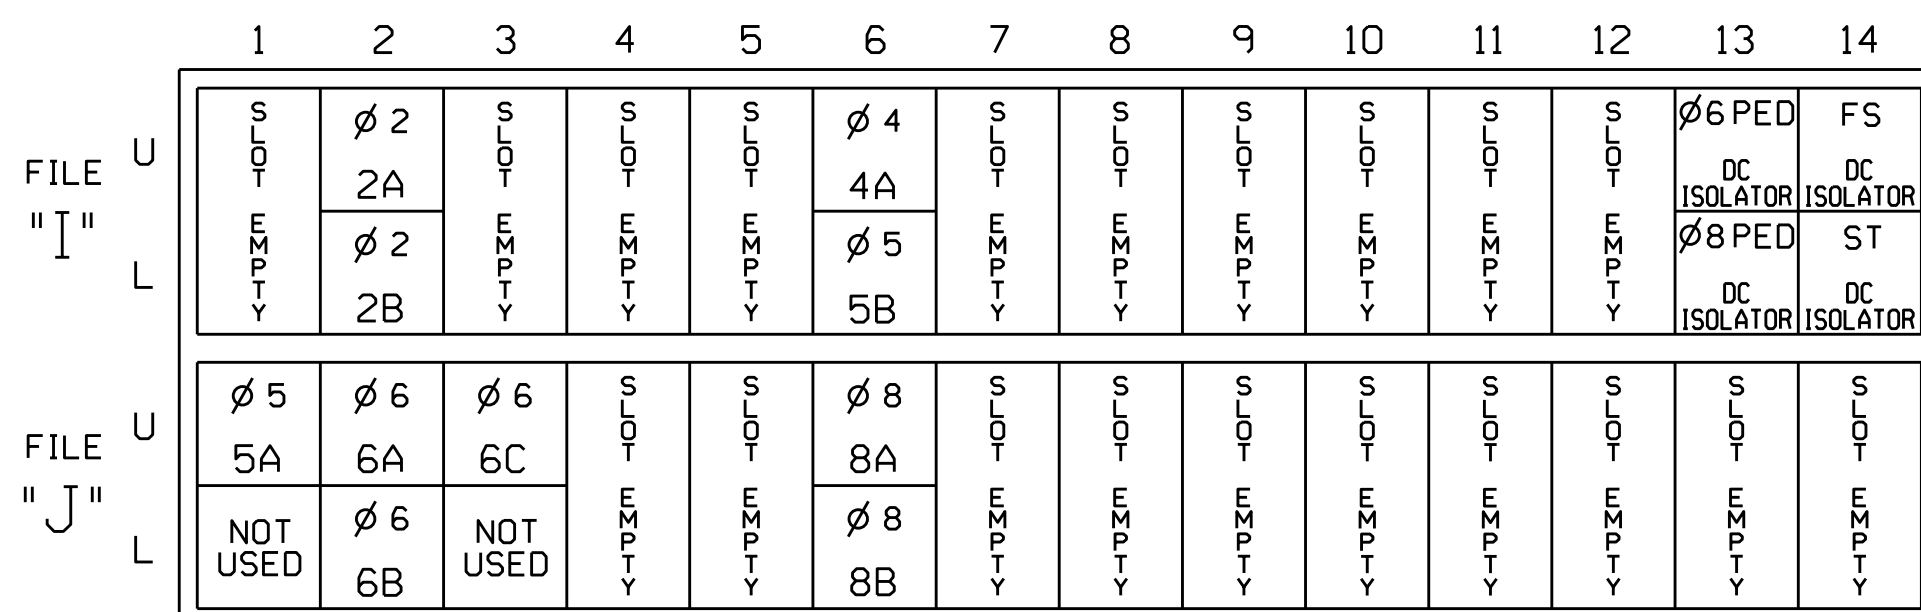 1 2 3 4 5 6 7 8 9 10 11 12 13 14
FILE "I"
U
L
SLOT EMPTY
Ø 2
2A
Ø 2
2B
SLOT EMPTY
SLOT EMPTY
SLOT EMPTY
Ø 4
4A
Ø 5
5B
SLOT EMPTY
SLOT EMPTY
SLOT EMPTY
SLOT EMPTY
SLOT EMPTY
SLOT EMPTY
Ø6 PED
DC
ISOLATOR
Ø8 PED
DC
ISOLATOR
FS
DC
ISOLATOR
ST
DC
ISOLATOR
FILE "J"
U
L
Ø 5
5A
NOT
USED
Ø 6
6A
Ø 6
6B
Ø 6
6C
NOT
USED
SLOT EMPTY
SLOT EMPTY
Ø 8
8A
Ø 8
8B
SLOT EMPTY
SLOT EMPTY
SLOT EMPTY
SLOT EMPTY
SLOT EMPTY
SLOT EMPTY
SLOT EMPTY
SLOT EMPTY